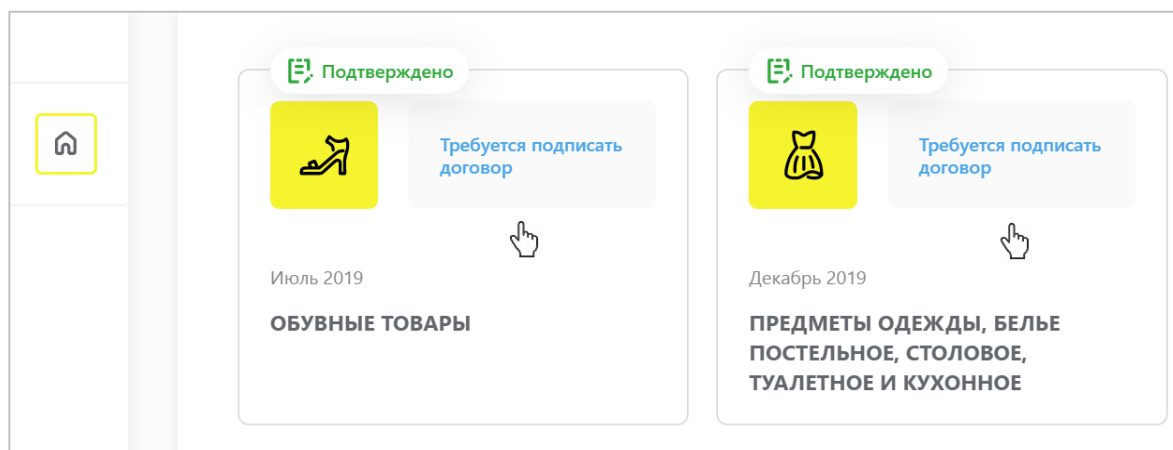 Подтверждено
Требуется подписать
договор
Июль 2019
ОБУВНЫЕ ТОВАРЫ
Подтверждено
Требуется подписать
договор
Декабрь 2019
ПРЕДМЕТЫ ОДЕЖДЫ, БЕЛЬЕ
ПОСТЕЛЬНОЕ, СТОЛОВОЕ,
ТУАЛЕТНОЕ И КУХОННОЕ